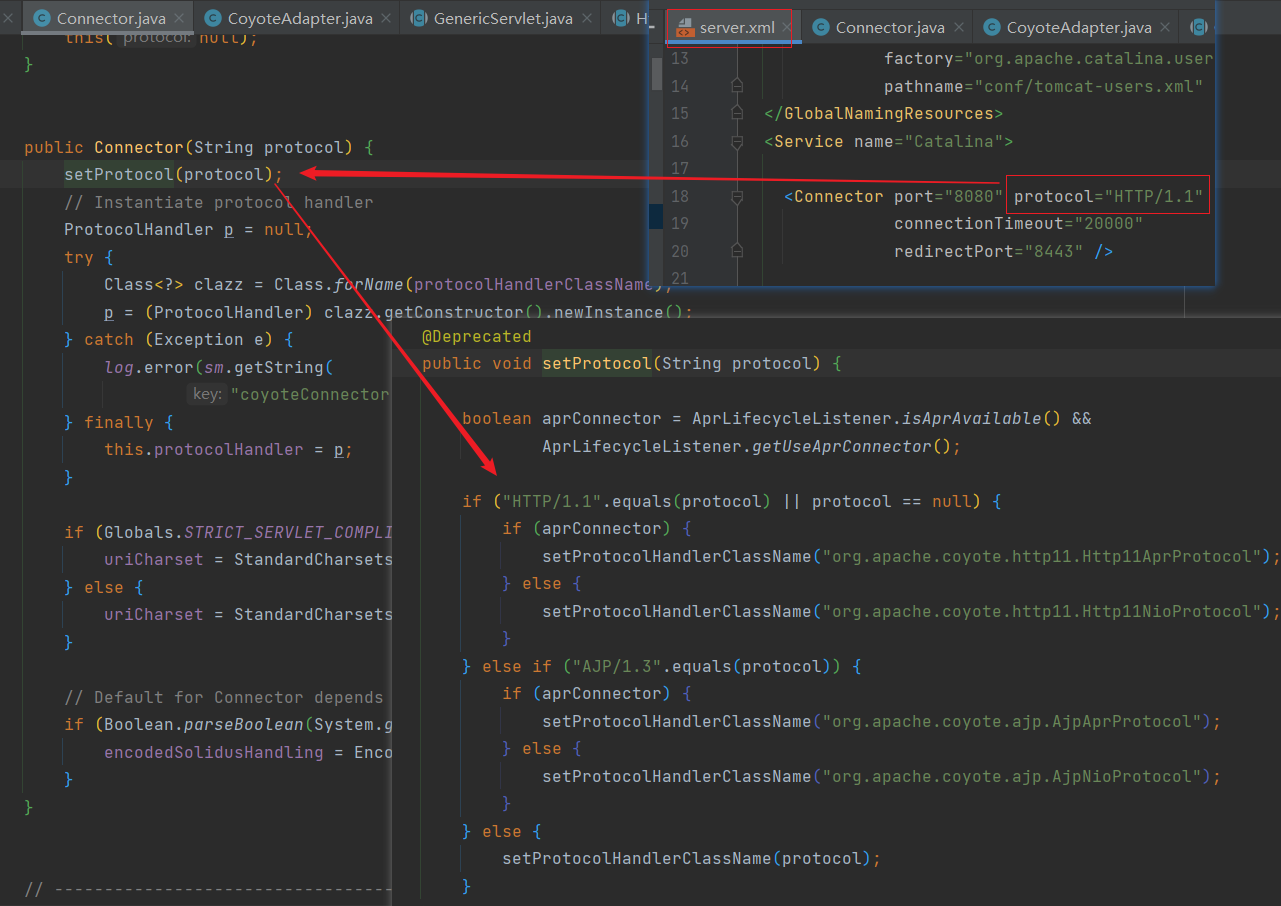 Connector.java
CoyoteAdapter.java
GenericServlet.java
H
this( protocol: null);
}
public Connector(String protocol) {
setProtocol(protocol);
// Instantiate protocol handler
ProtocolHandler p = null;
try {
Class<?> clazz = Class.forName(protocolHandlerClassName);
p = (ProtocolHandler) clazz.getConstructor().newInstance();
} catch (Exception e) {
log.error(sm.getString(
key: "coyoteConnector
} finally {
this.protocolHandler = p;
}
if (Globals.STRICT_SERVLET_COMPLI
uriCharset = StandardCharsets
} else {
uriCharset = StandardCharsets
}
// Default for Connector depends
if (Boolean.parseBoolean(System.g
encodedSolidusHandling = Enco
}
}
// ----------------------------------
server.xml
Connector.java
CoyoteAdapter.java
13 factory="org.apache.catalina.user
14 pathname="conf/tomcat-users.xml"
15 </GlobalNamingResources>
16 <Service name="Catalina">
17
18 <Connector port="8080" protocol="HTTP/1.1"
19 connectionTimeout="20000"
20 redirectPort="8443" />
21
@Deprecated
public void setProtocol(String protocol) {
boolean aprConnector = AprLifecycleListener.isAprAvailable() &&
AprLifecycleListener.getUseAprConnector();
if ("HTTP/1.1".equals(protocol) || protocol == null) {
if (aprConnector) {
setProtocolHandlerClassName("org.apache.coyote.http11.Http11AprProtocol");
} else {
setProtocolHandlerClassName("org.apache.coyote.http11.Http11NioProtocol");
}
} else if ("AJP/1.3".equals(protocol)) {
if (aprConnector) {
setProtocolHandlerClassName("org.apache.coyote.ajp.AjpAprProtocol");
} else {
setProtocolHandlerClassName("org.apache.coyote.ajp.AjpNioProtocol");
}
} else {
setProtocolHandlerClassName(protocol);
}